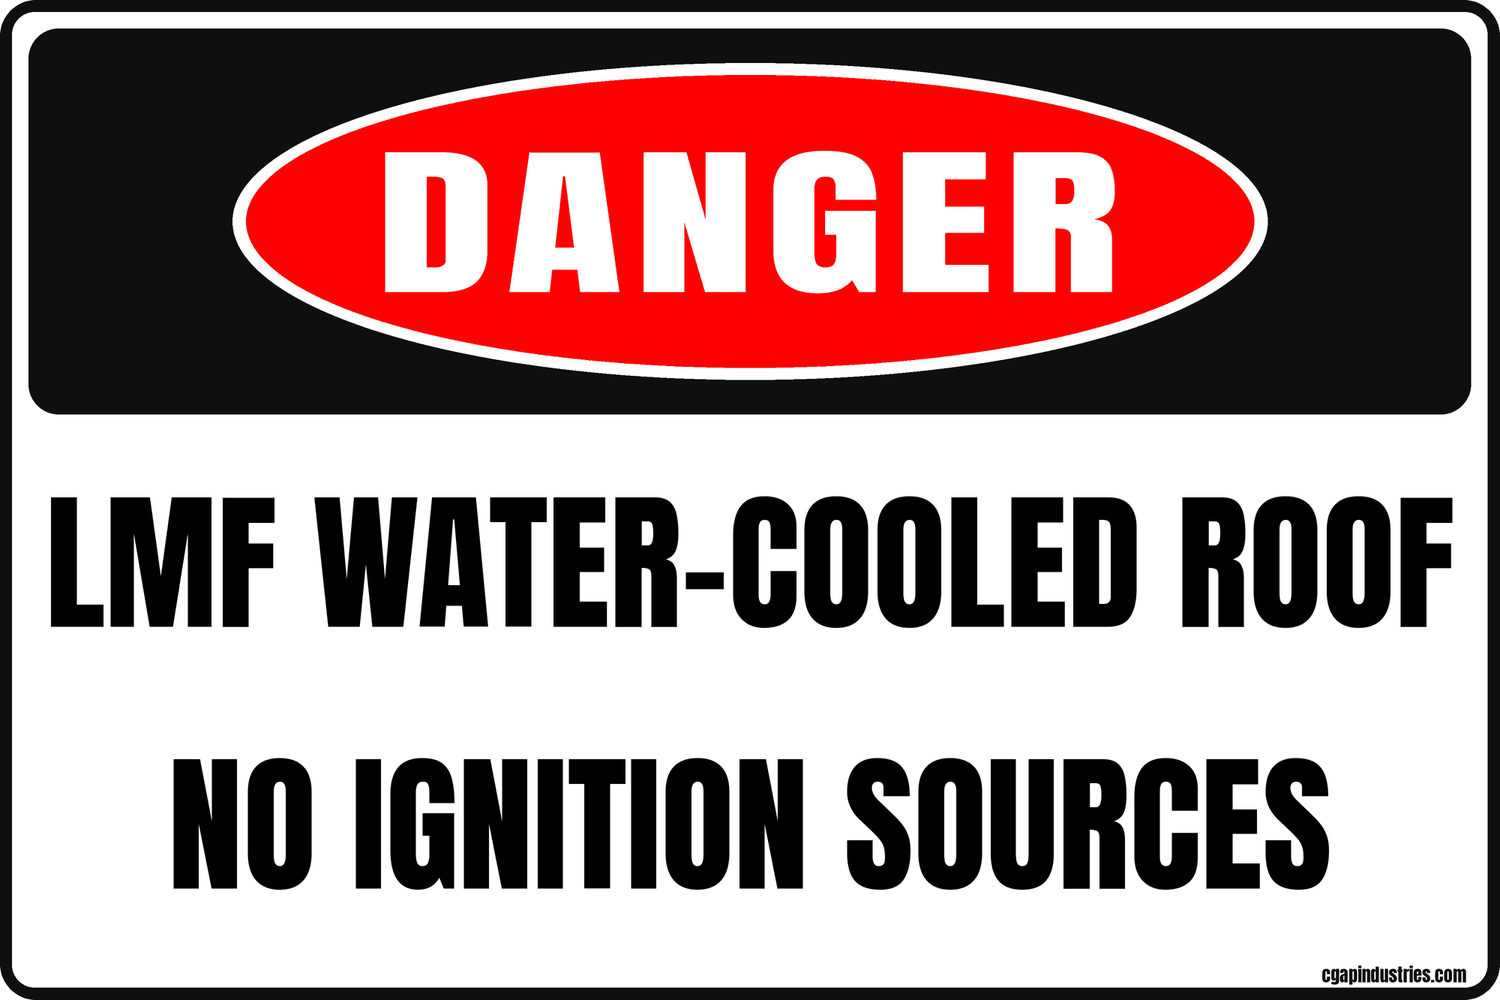 DANGER
LMF WATER-COOLED ROOF
NO IGNITION SOURCES
cgapindustries.com